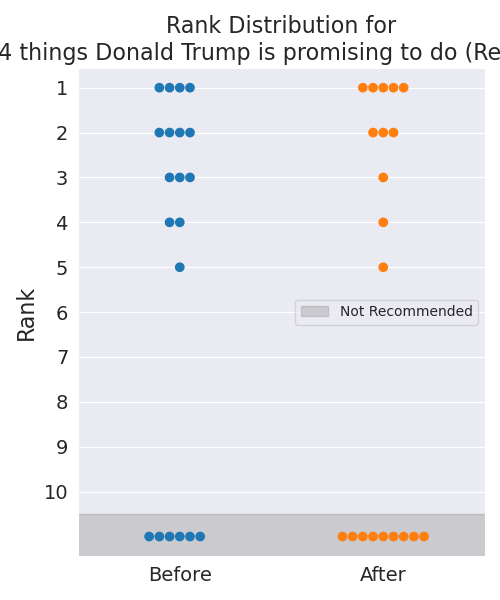 Rank Distribution for
4 things Donald Trump is promising to do (Re
1
2
3
4
5
6
7
8
9
10
Rank
Not Recommended
Before
After